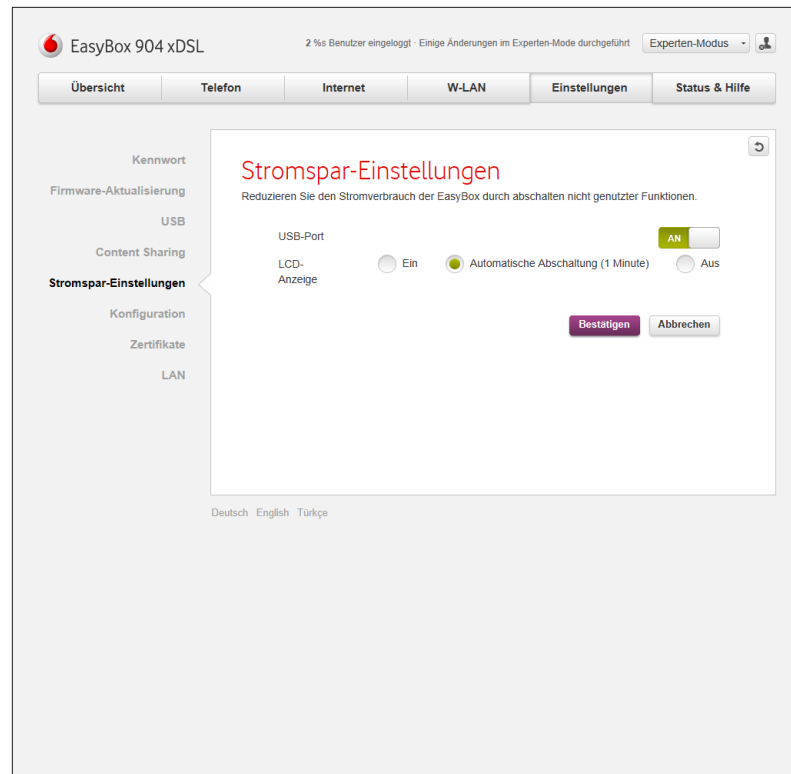 EasyBox 904 xDSL
2 %s Benutzer eingeloggt · Einige Änderungen im Experten-Mode durchgeführt
Experten-Modus
Übersicht Telefon Internet W-LAN Einstellungen Status & Hilfe
Kennwort
Firmware-Aktualisierung
USB
Content Sharing
Stromspar-Einstellungen
Konfiguration
Zertifikate
LAN
Stromspar-Einstellungen
Reduzieren Sie den Stromverbrauch der EasyBox durch abschalten nicht genutzter Funktionen.
USB-Port AN
LCD-
Anzeige
Ein Automatische Abschaltung (1 Minute) Aus
Bestätigen Abbrechen
Deutsch English Türkçe